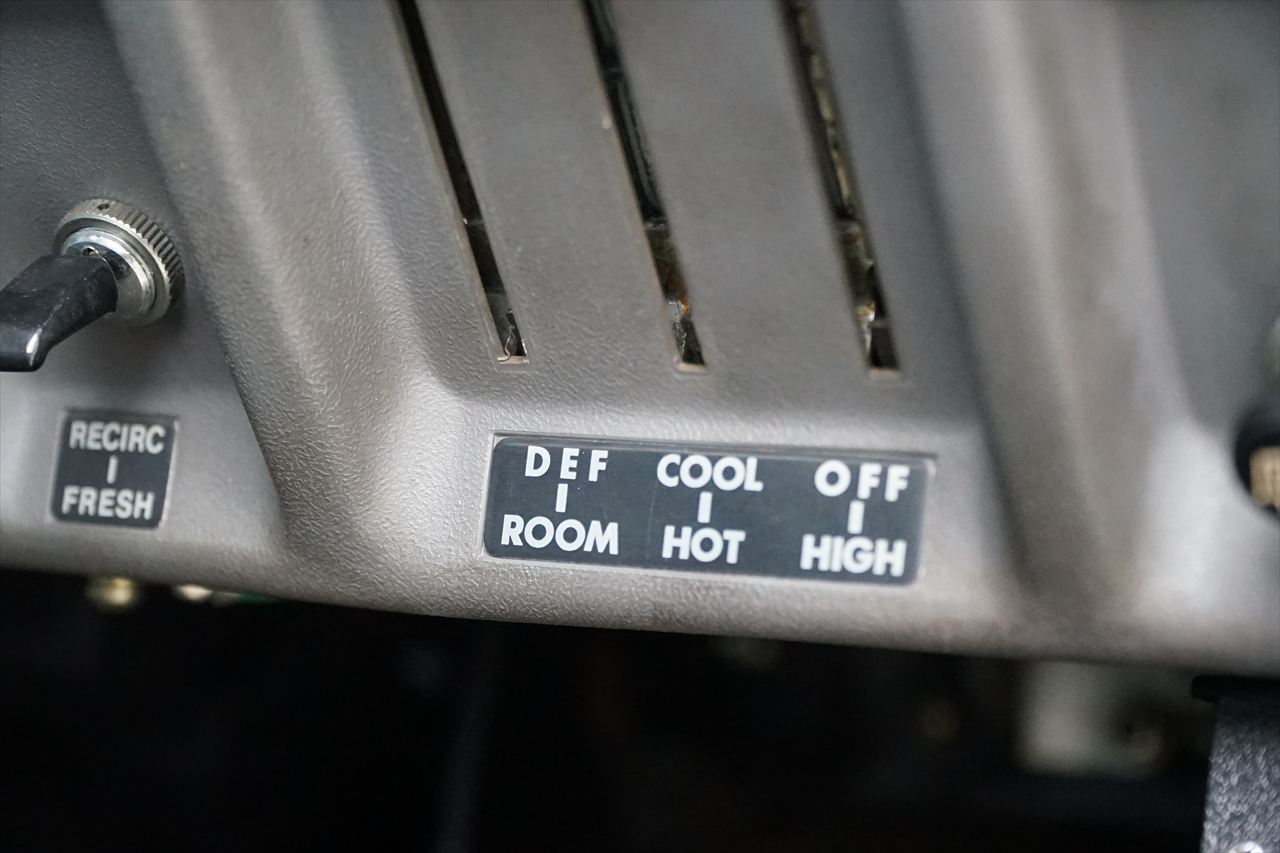 RECIRC
FRESH
DEF COOL OFF
ROOM HOT HIGH